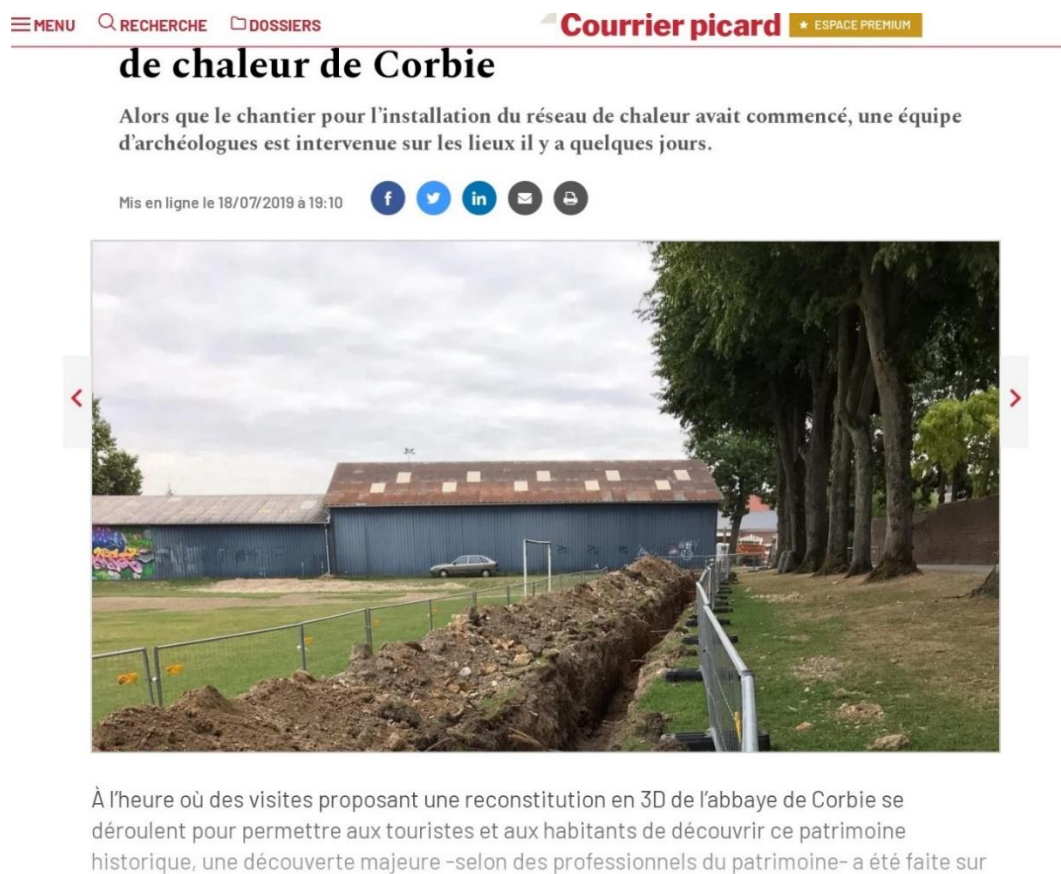 MENU RECHERCHE DOSSIERS Courrier picard ★ ESPACE PREMIUM
de chaleur de Corbie
Alors que le chantier pour l’installation du réseau de chaleur avait commencé, une équipe
d’archéologues est intervenue sur les lieux il y a quelques jours.
Mis en ligne le 18/07/2019 à 19:10
À l’heure où des visites proposant une reconstitution en 3D de l’abbaye de Corbie se
déroulent pour permettre aux touristes et aux habitants de découvrir ce patrimoine
historique, une découverte majeure -selon des professionnels du patrimoine- a été faite sur